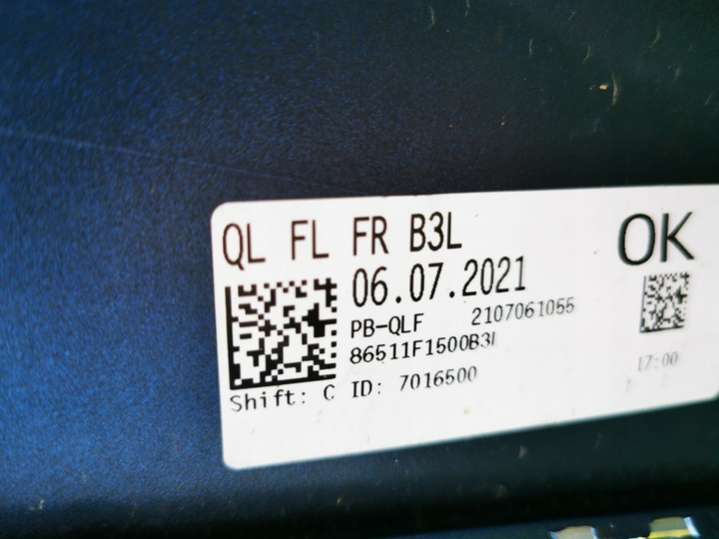 QL FL FR B3L
OK
06.07.2021
PB-QLF 2107061055
86511F1500B3L
17:00
Shift: C ID: 7016500